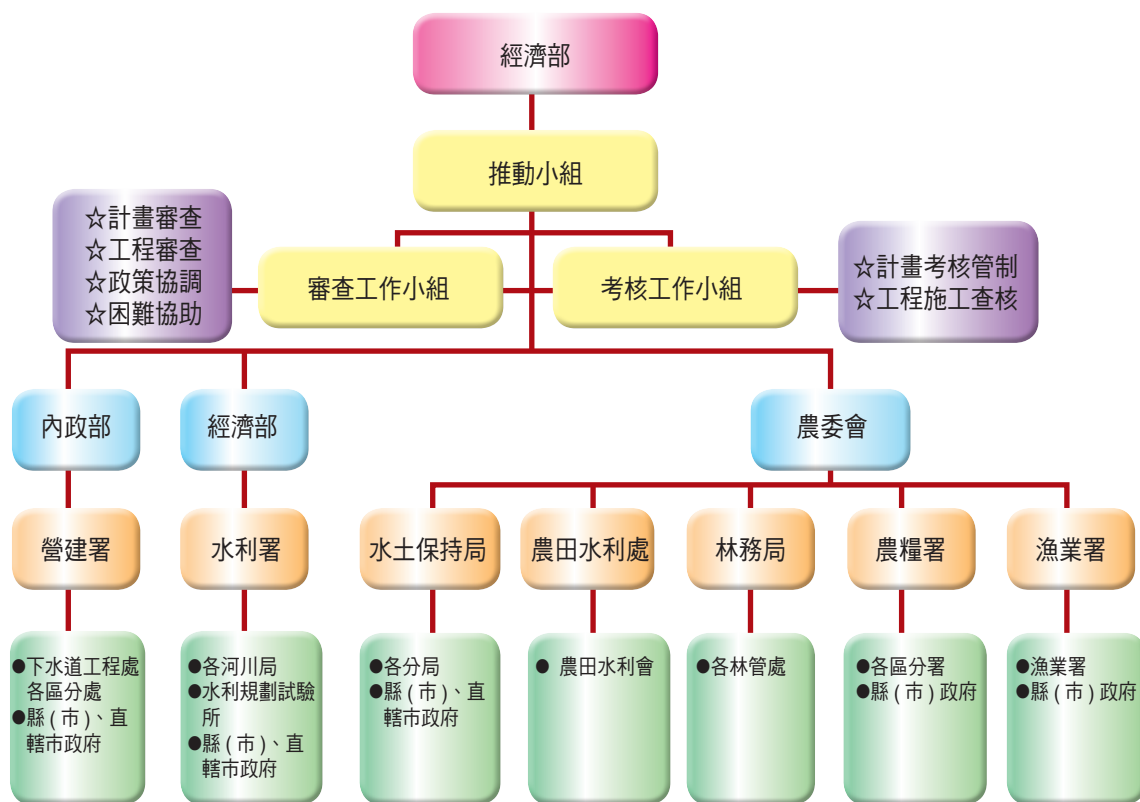 經濟部
推動小組
☆計畫審查
☆工程審查
☆政策協調
☆困難協助
審查工作小組
考核工作小組
☆計畫考核管制
☆工程施工查核
內政部
經濟部
農委會
營建署
水利署
水土保持局
農田水利處
林務局
農糧署
漁業署
●下水道工程處
各區分處
●縣(市)、直
轄市政府
●各河川局
●水利規劃試驗
所
●縣(市)、直
轄市政府
●各分局
●縣(市)、直
轄市政府
● 農田水利會
●各林管處
●各區分署
●縣(市)政府
●漁業署
●縣(市)政府